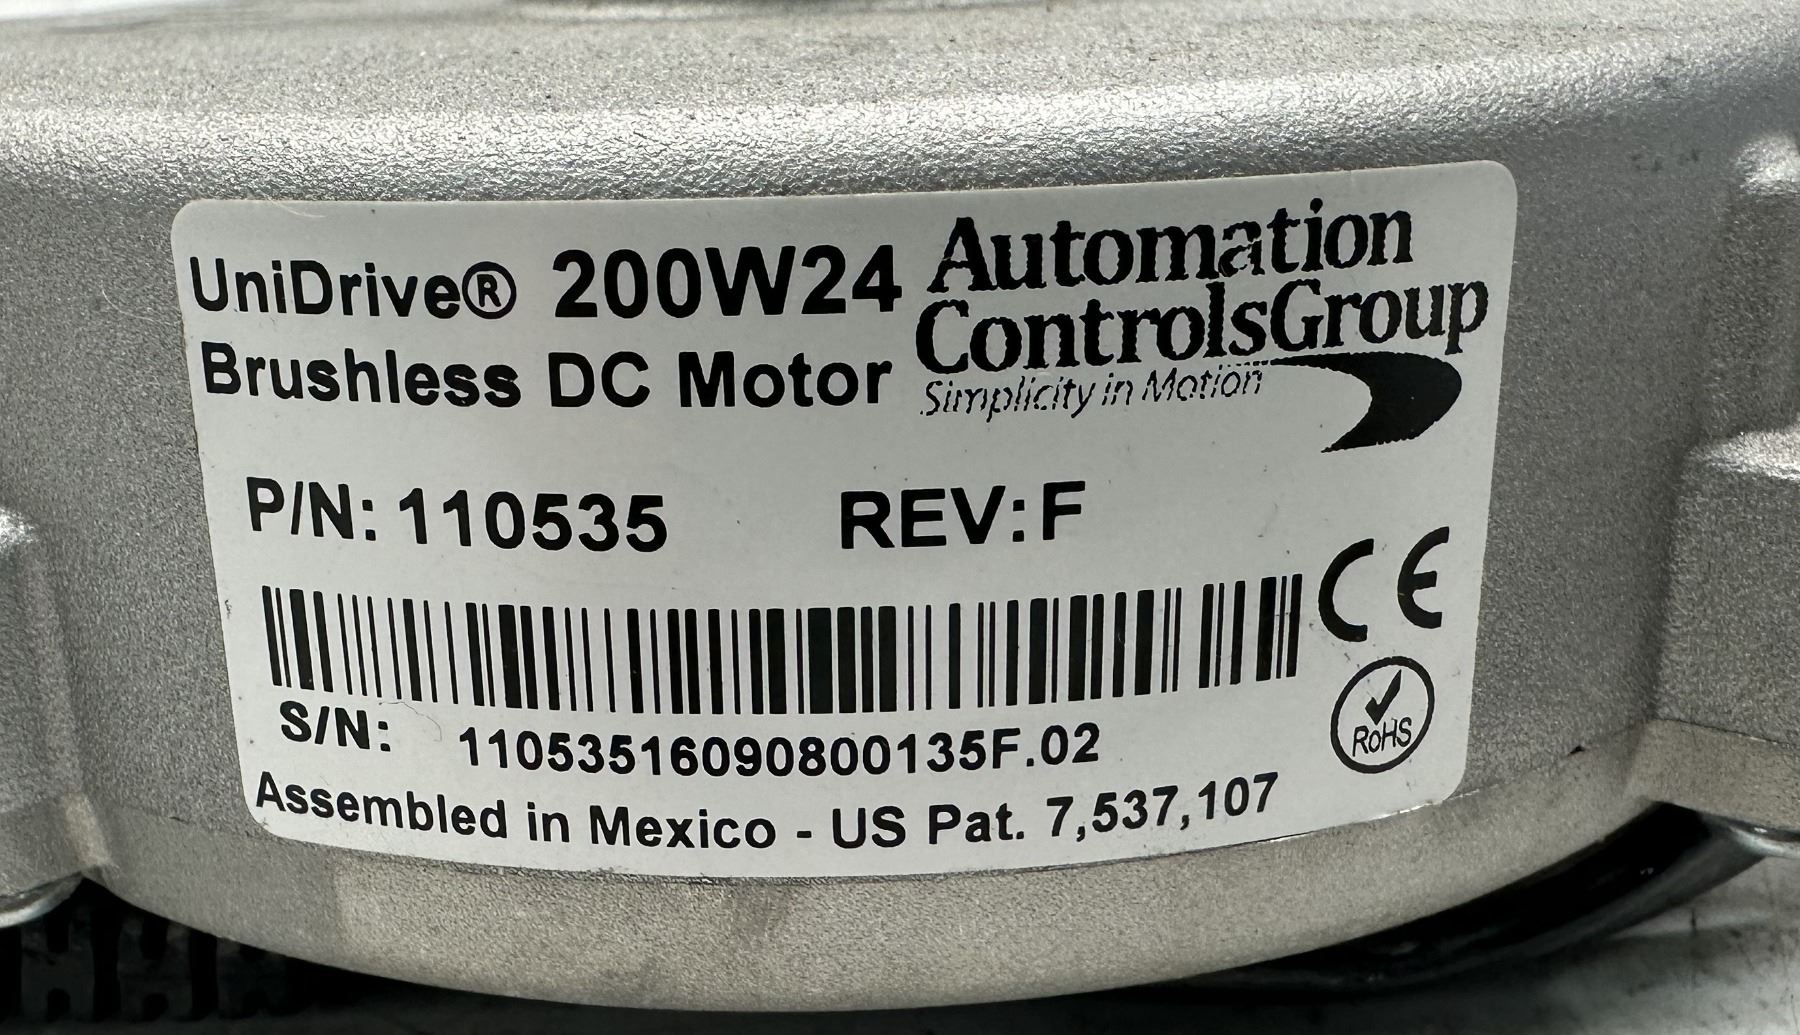 UniDrive® 200W24
Brushless DC Motor
Automation
ControlsGroup
Simplicity in Motion
P/N: 110535 REV: F
CE
S/N: 11053516090800135F.02
RoHS
Assembled in Mexico - US Pat. 7,537,107